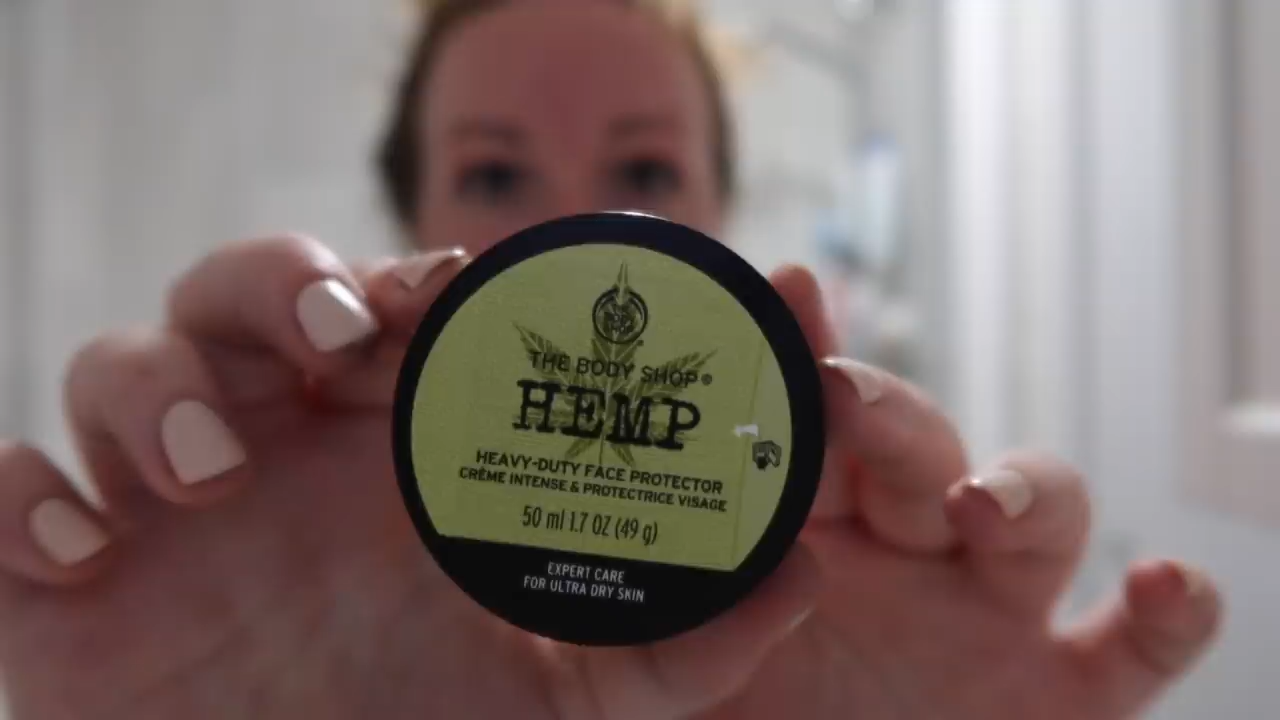 THE BODY SHOP®
HEMP
HEAVY-DUTY FACE PROTECTOR
CRÈME INTENSE & PROTECTRICE VISAGE
50 ml 1.7 OZ (49 g)
EXPERT CARE
FOR ULTRA DRY SKIN